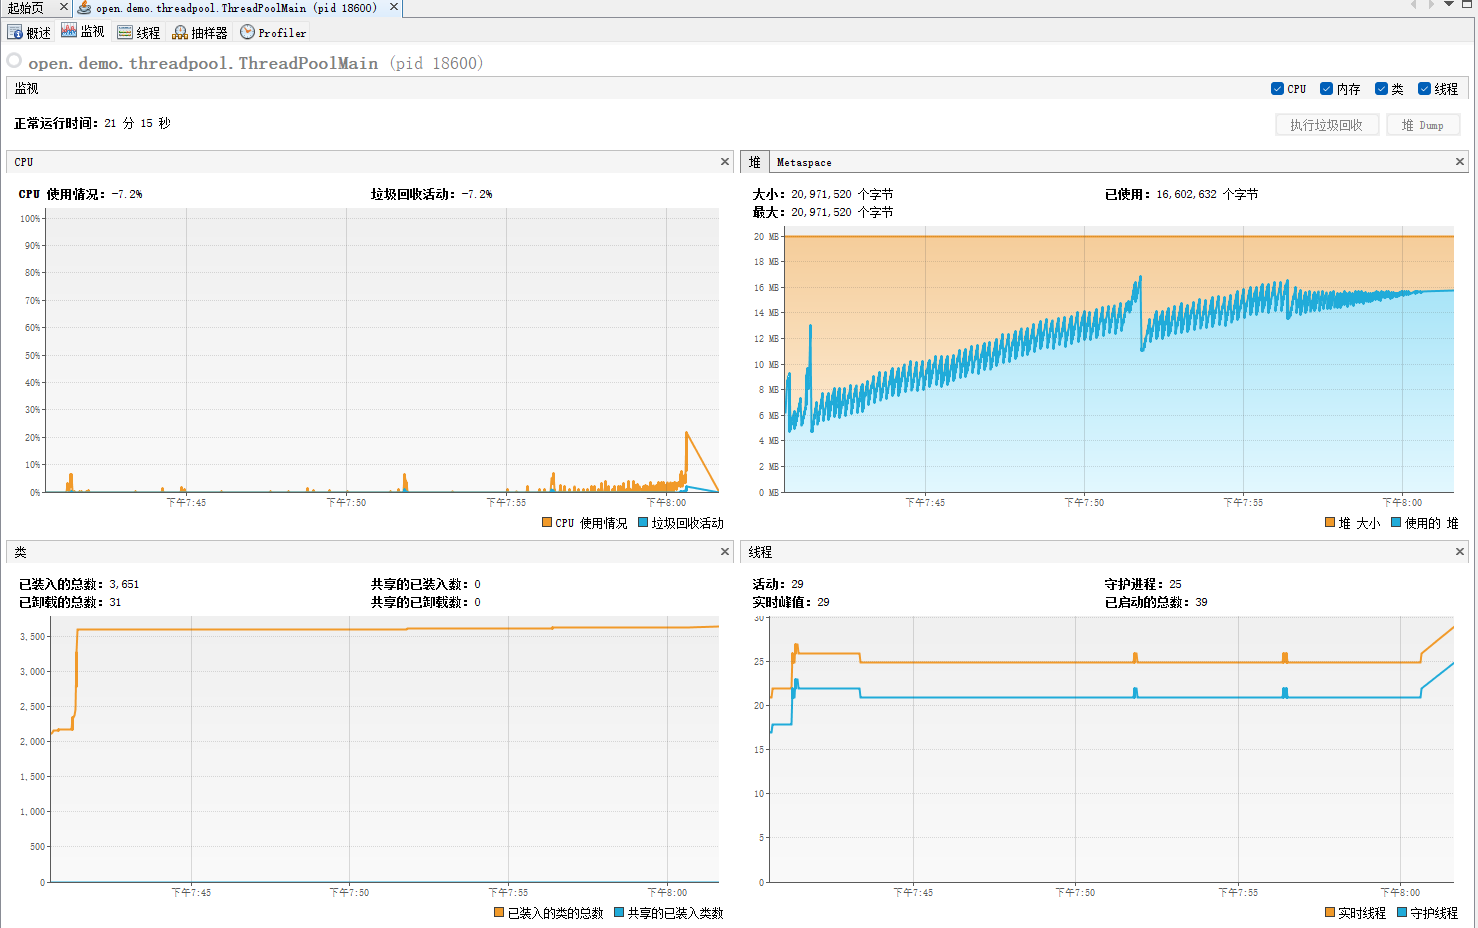 起始页
open.demo.threadpool.ThreadPoolMain (pid 18600)
概述 监视 线程 抽样器 Profiler
open.demo.threadpool.ThreadPoolMain (pid 18600)
监视
CPU 内存 类 线程
正常运行时间: 21 分 15 秒
执行垃圾回收 堆 Dump
CPU
CPU 使用情况: -7.2% 垃圾回收活动: -7.2%
100%
90%
80%
70%
60%
50%
40%
30%
20%
10%
0%
下午7:45 下午7:50 下午7:55 下午8:00
CPU 使用情况 垃圾回收活动
堆 Metaspace
大小: 20,971,520 个字节 已使用: 16,602,632 个字节
最大: 20,971,520 个字节
20 MB
18 MB
16 MB
14 MB
12 MB
10 MB
8 MB
6 MB
4 MB
2 MB
0 MB
下午7:45 下午7:50 下午7:55 下午8:00
堆 大小 使用的 堆
类
已装入的总数: 3,651 共享的已装入数: 0
已卸载的总数: 31 共享的已卸载数: 0
3,500
3,000
2,500
2,000
1,500
1,000
500
0
下午7:45 下午7:50 下午7:55 下午8:00
已装入的类的总数 共享的已装入类数
线程
活动: 29 守护进程: 25
实时峰值: 29 已启动的总数: 39
30
25
20
15
10
5
0
下午7:45 下午7:50 下午7:55 下午8:00
实时线程 守护线程